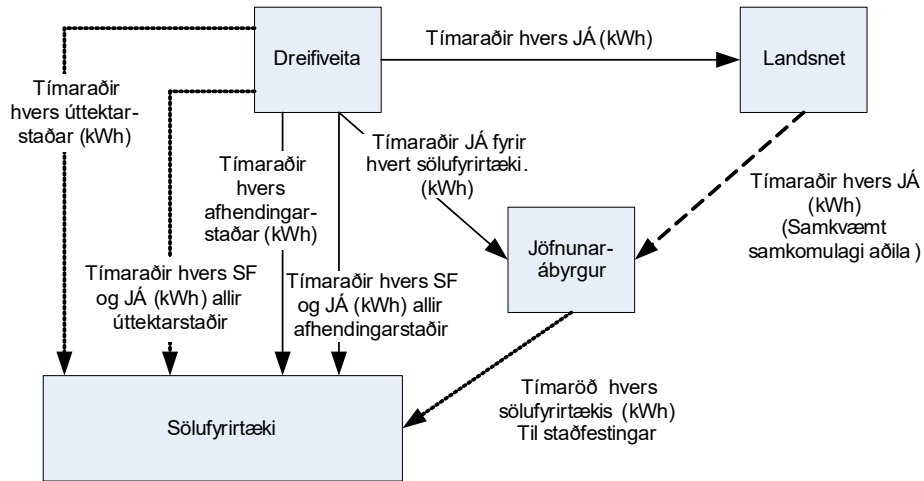 Tímaraðir
hvers úttektar-
staðar (kWh)
Dreifiveita
Tímaraðir hvers JÁ (kWh)
Landsnet
Tímaraðir
hvers
afhendingar-
staðar (kWh)
Tímaraðir JÁ fyrir
hvert sölufyrirtæki.
(kWh)
Tímaraðir hvers JÁ
(kWh)
(Samkvæmt
samkomulagi aðila )
Jöfnunar-
ábyrgur
Tímaraðir hvers SF
og JÁ (kWh) allir
úttektarstaðir
Tímaraðir hvers SF
og JÁ (kWh) allir
afhendingarstaðir
Sölufyrirtæki
Tímaröð hvers
sölufyrirtækis (kWh)
Til staðfestingar